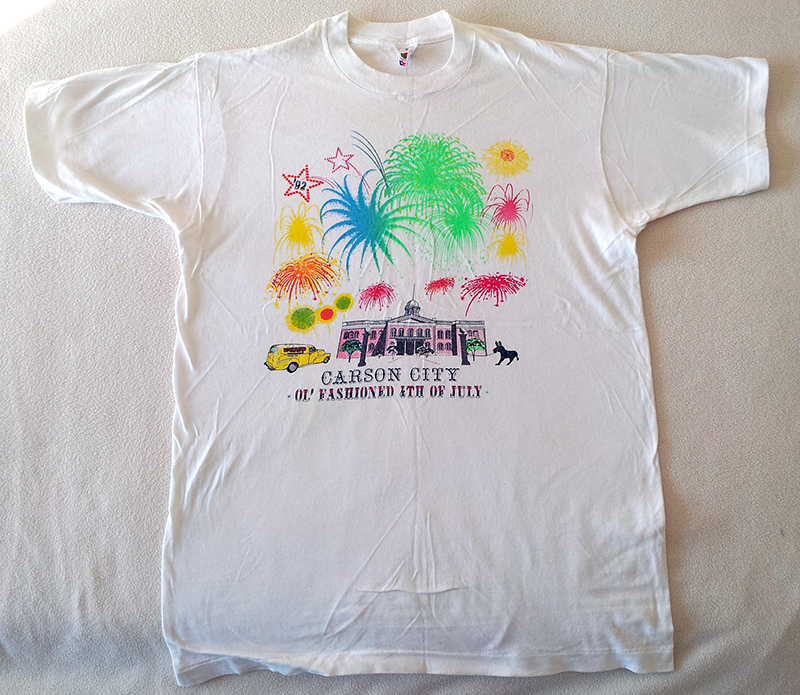 '92
CARSON CITY
OL' FASHIONED 4TH OF JULY